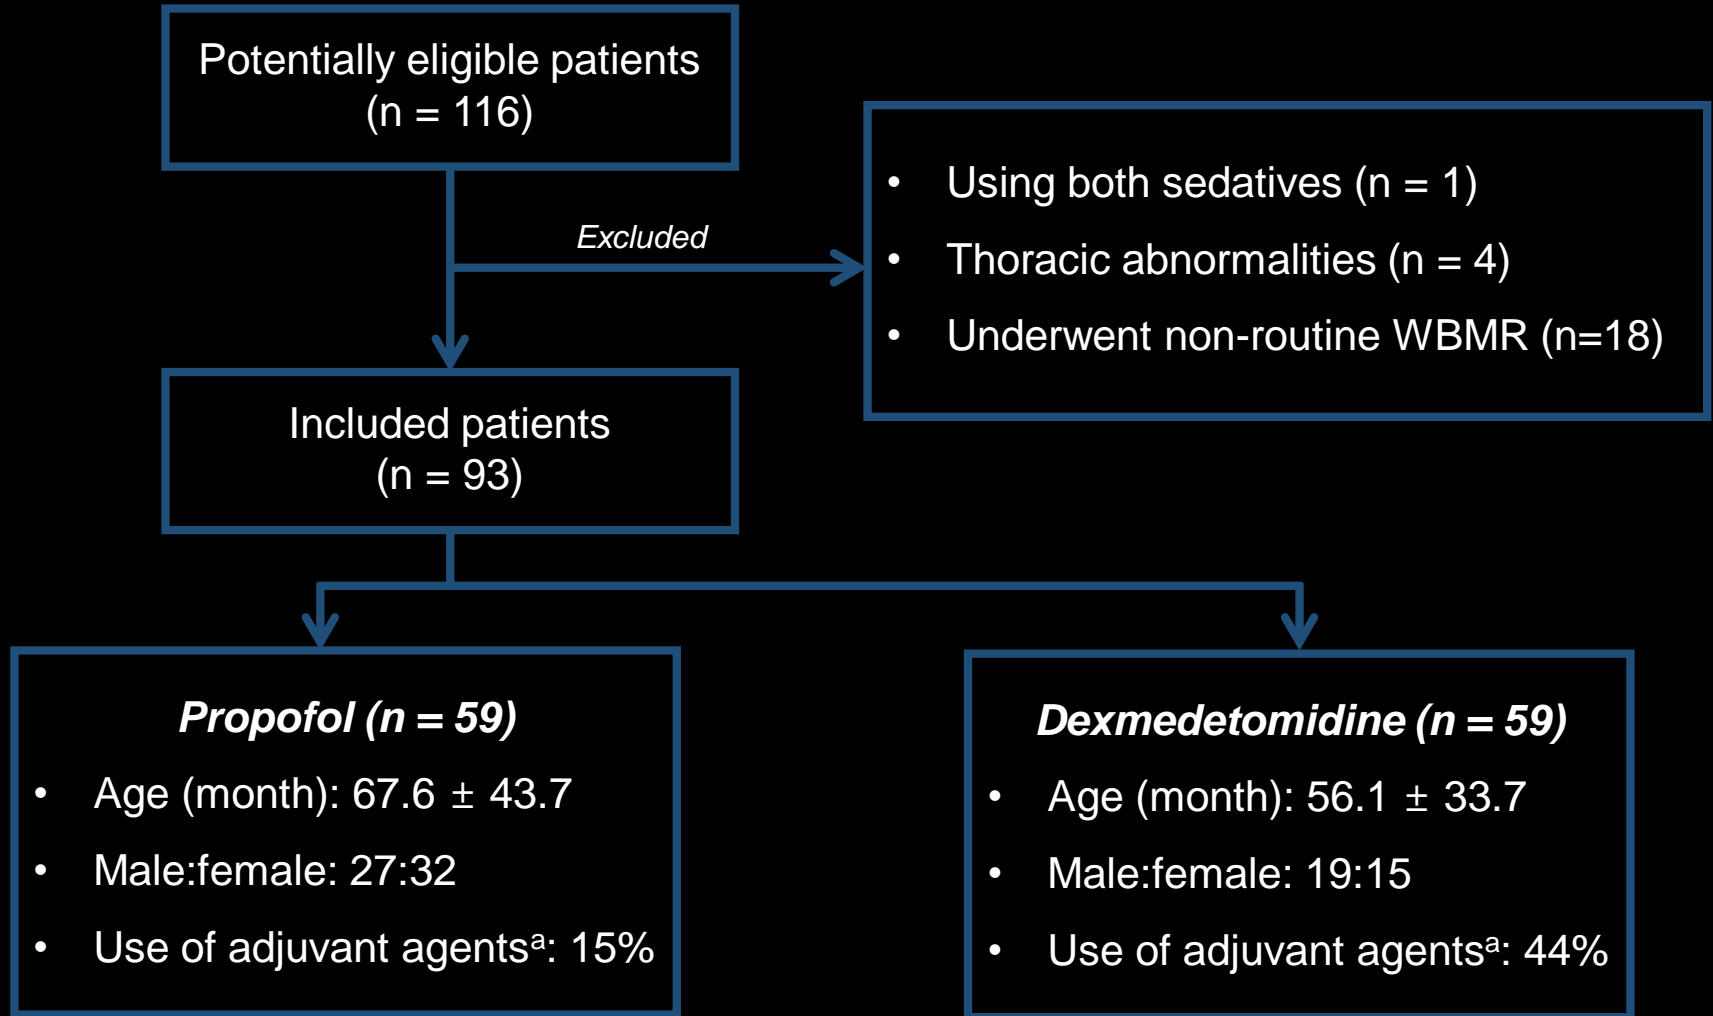 Potentially eligible patients
(n = 116)
Excluded
• Using both sedatives (n = 1)
• Thoracic abnormalities (n = 4)
• Underwent non-routine WBMR (n=18)
Included patients
(n = 93)
Propofol (n = 59)
• Age (month): 67.6 ± 43.7
• Male:female: 27:32
• Use of adjuvant agentsᵃ: 15%
Dexmedetomidine (n = 59)
• Age (month): 56.1 ± 33.7
• Male:female: 19:15
• Use of adjuvant agentsᵃ: 44%